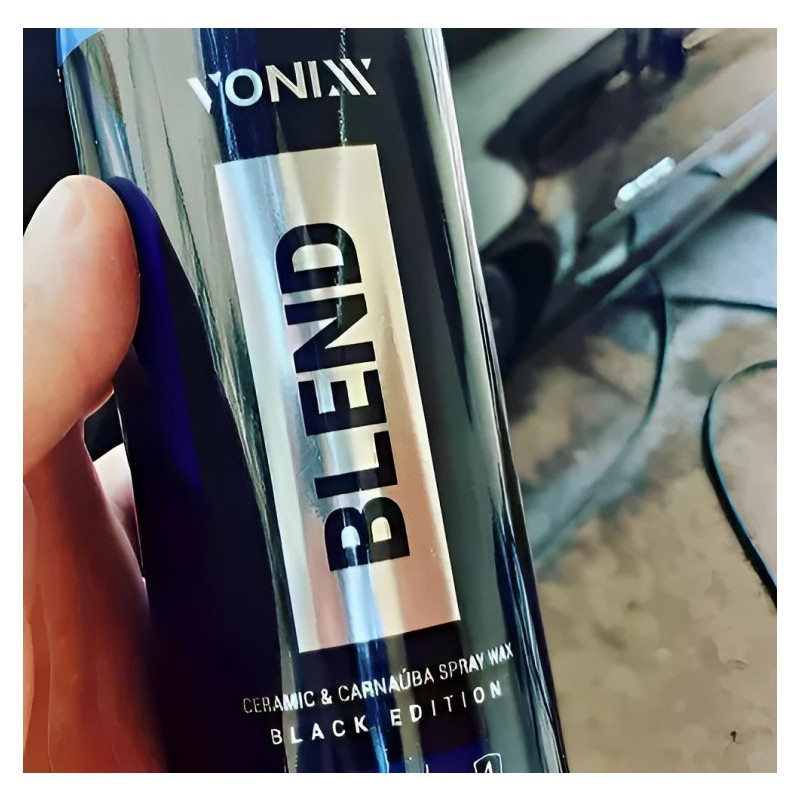 VONIXX
BLEND
CERAMIC & CARNAÚBA SPRAY WAX
BLACK EDITION